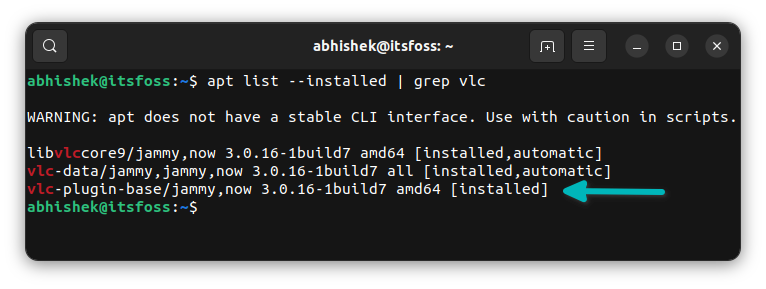 abhishek@itsfoss: ~
abhishek@itsfoss:~$ apt list --installed | grep vlc
WARNING: apt does not have a stable CLI interface. Use with caution in scripts.
libvlccore9/jammy,now 3.0.16-1build7 amd64 [installed,automatic]
vlc-data/jammy,jammy,now 3.0.16-1build7 all [installed,automatic]
vlc-plugin-base/jammy,now 3.0.16-1build7 amd64 [installed]
abhishek@itsfoss:~$